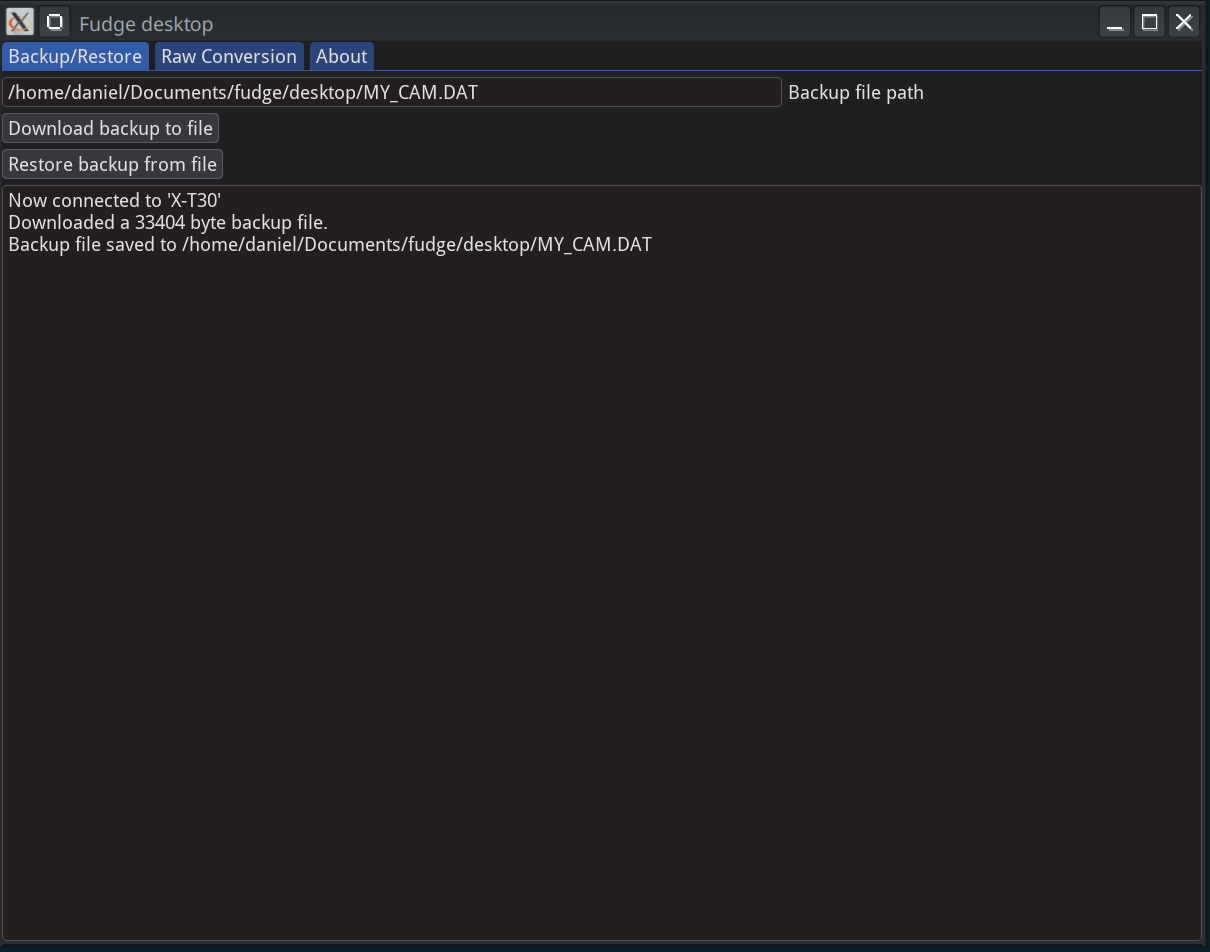 Fudge desktop
Backup/Restore Raw Conversion About
/home/daniel/Documents/fudge/desktop/MY_CAM.DAT Backup file path
Download backup to file
Restore backup from file
Now connected to 'X-T30'
Downloaded a 33404 byte backup file.
Backup file saved to /home/daniel/Documents/fudge/desktop/MY_CAM.DAT